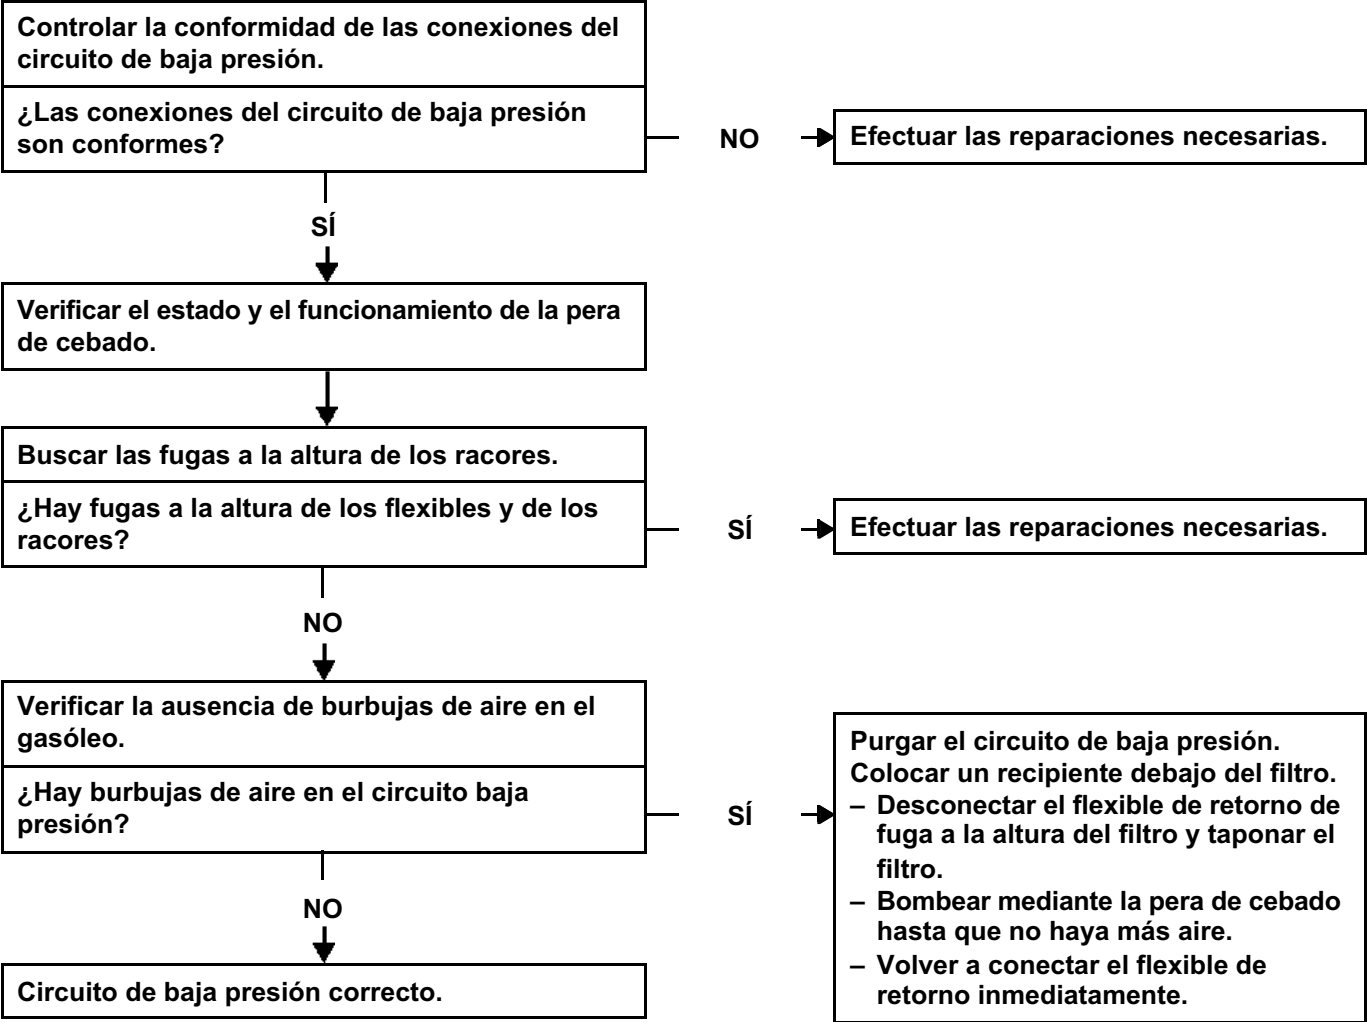 Controlar la conformidad de las conexiones del
circuito de baja presión.
¿Las conexiones del circuito de baja presión
son conformes?
NO
Efectuar las reparaciones necesarias.
SÍ
Verificar el estado y el funcionamiento de la pera
de cebado.
Buscar las fugas a la altura de los racores.
¿Hay fugas a la altura de los flexibles y de los
racores?
SÍ
Efectuar las reparaciones necesarias.
NO
Verificar la ausencia de burbujas de aire en el
gasóleo.
¿Hay burbujas de aire en el circuito baja
presión?
SÍ
Purgar el circuito de baja presión.
Colocar un recipiente debajo del filtro.
– Desconectar el flexible de retorno de
fuga a la altura del filtro y taponar el
filtro.
– Bombear mediante la pera de cebado
hasta que no haya más aire.
– Volver a conectar el flexible de
retorno inmediatamente.
NO
Circuito de baja presión correcto.